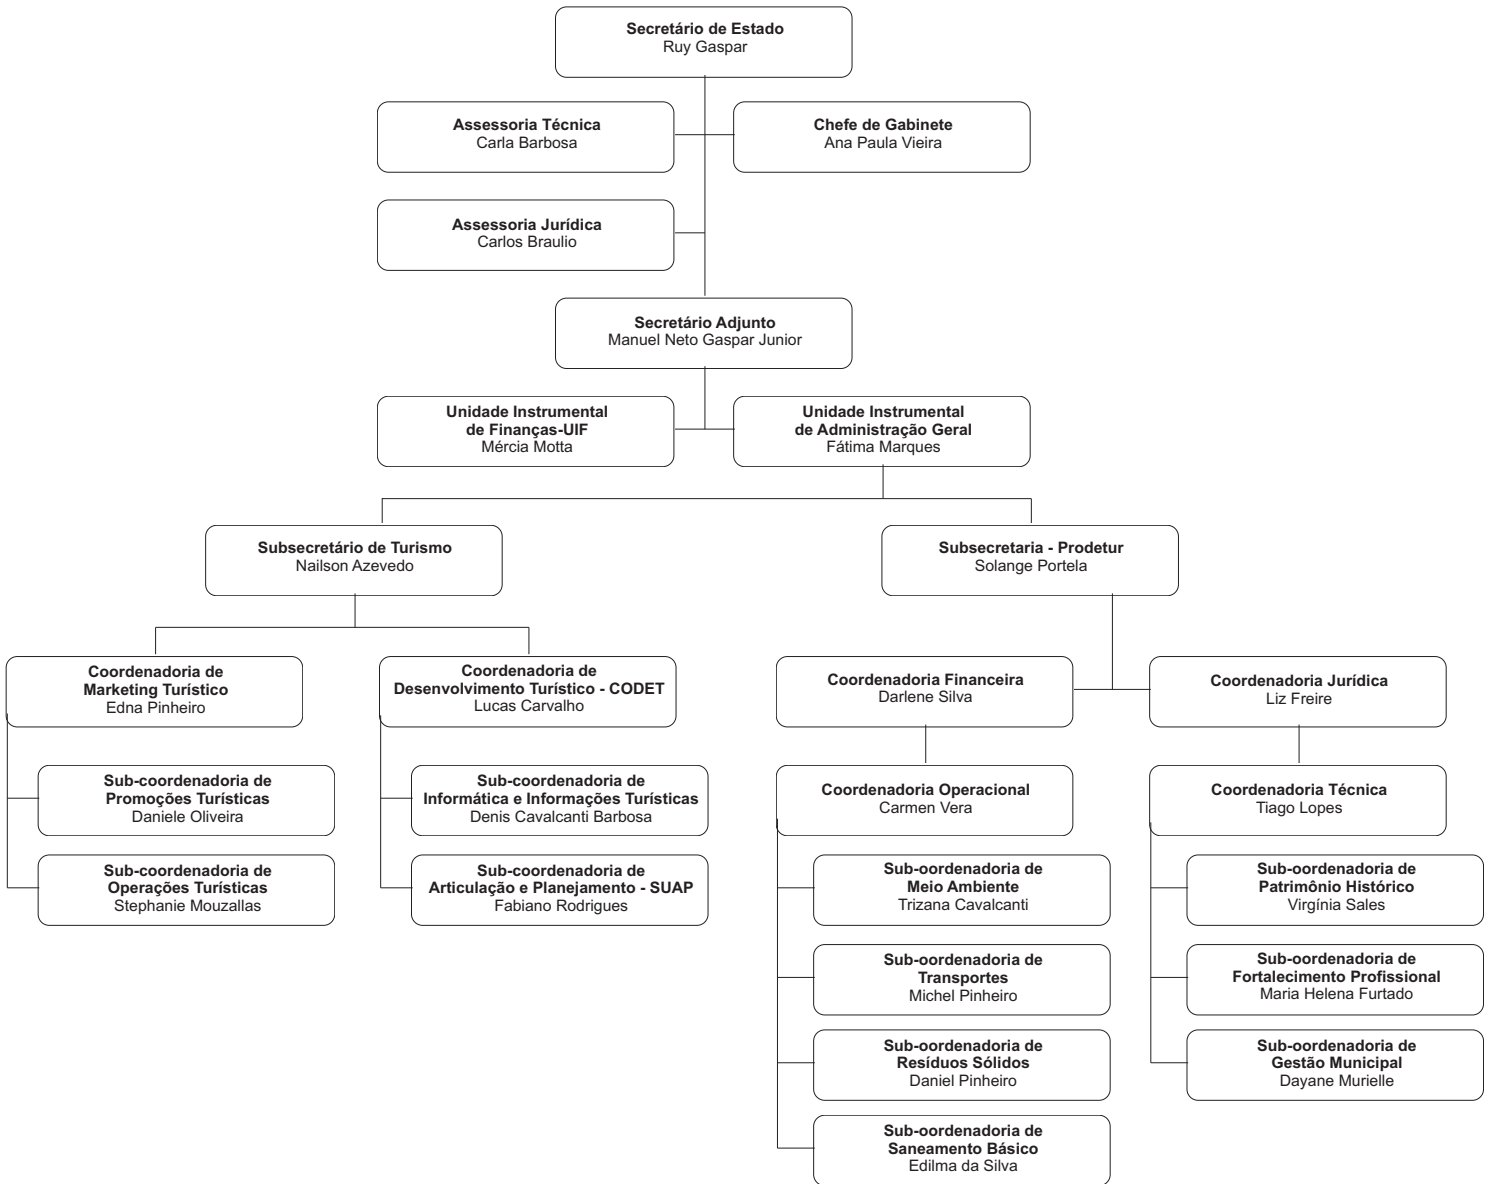 Secretário de Estado
Ruy Gaspar
Assessoria Técnica
Carla Barbosa
Chefe de Gabinete
Ana Paula Vieira
Assessoria Jurídica
Carlos Braulio
Secretário Adjunto
Manuel Neto Gaspar Junior
Unidade Instrumental
de Finanças-UIF
Mércia Motta
Unidade Instrumental
de Administração Geral
Fátima Marques
Subsecretário de Turismo
Nailson Azevedo
Subsecretaria - Prodetur
Solange Portela
Coordenadoria de
Marketing Turístico
Edna Pinheiro
Coordenadoria de
Desenvolvimento Turístico - CODET
Lucas Carvalho
Coordenadoria Financeira
Darlene Silva
Coordenadoria Jurídica
Liz Freire
Sub-coordenadoria de
Promoções Turísticas
Daniele Oliveira
Sub-coordenadoria de
Informática e Informações Turísticas
Denis Cavalcanti Barbosa
Coordenadoria Operacional
Carmen Vera
Coordenadoria Técnica
Tiago Lopes
Sub-coordenadoria de
Operações Turísticas
Stephanie Mouzallas
Sub-coordenadoria de
Articulação e Planejamento - SUAP
Fabiano Rodrigues
Sub-oordenadoria de
Meio Ambiente
Trizana Cavalcanti
Sub-oordenadoria de
Patrimônio Histórico
Virgínia Sales
Sub-oordenadoria de
Transportes
Michel Pinheiro
Sub-oordenadoria de
Fortalecimento Profissional
Maria Helena Furtado
Sub-oordenadoria de
Resíduos Sólidos
Daniel Pinheiro
Sub-oordenadoria de
Gestão Municipal
Dayane Murielle
Sub-oordenadoria de
Saneamento Básico
Edilma da Silva